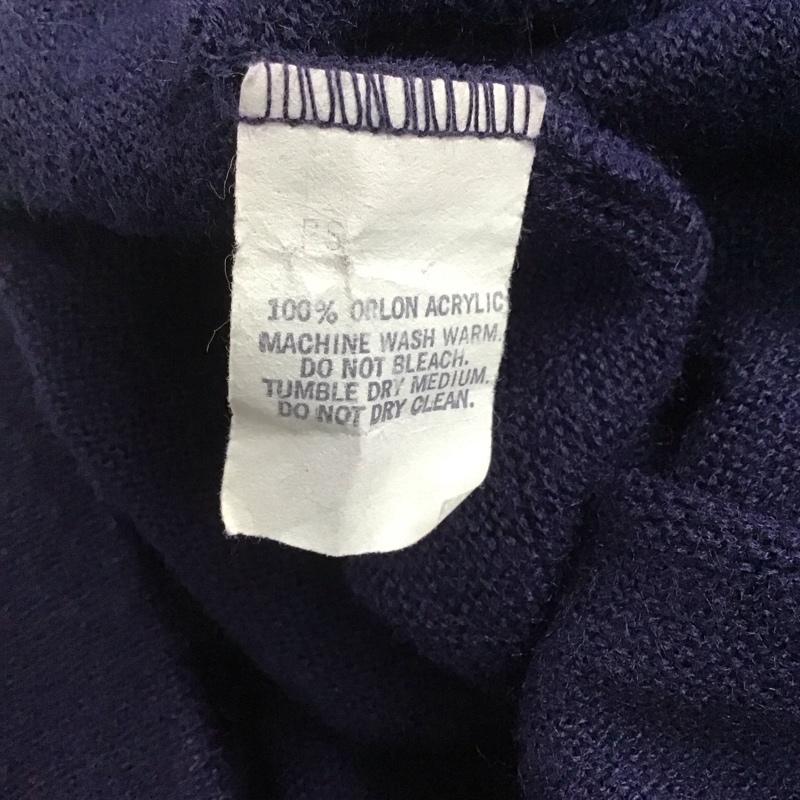 100% ORLON ACRYLIC
MACHINE WASH WARM.
DO NOT BLEACH.
TUMBLE DRY MEDIUM.
DO NOT DRY CLEAN.